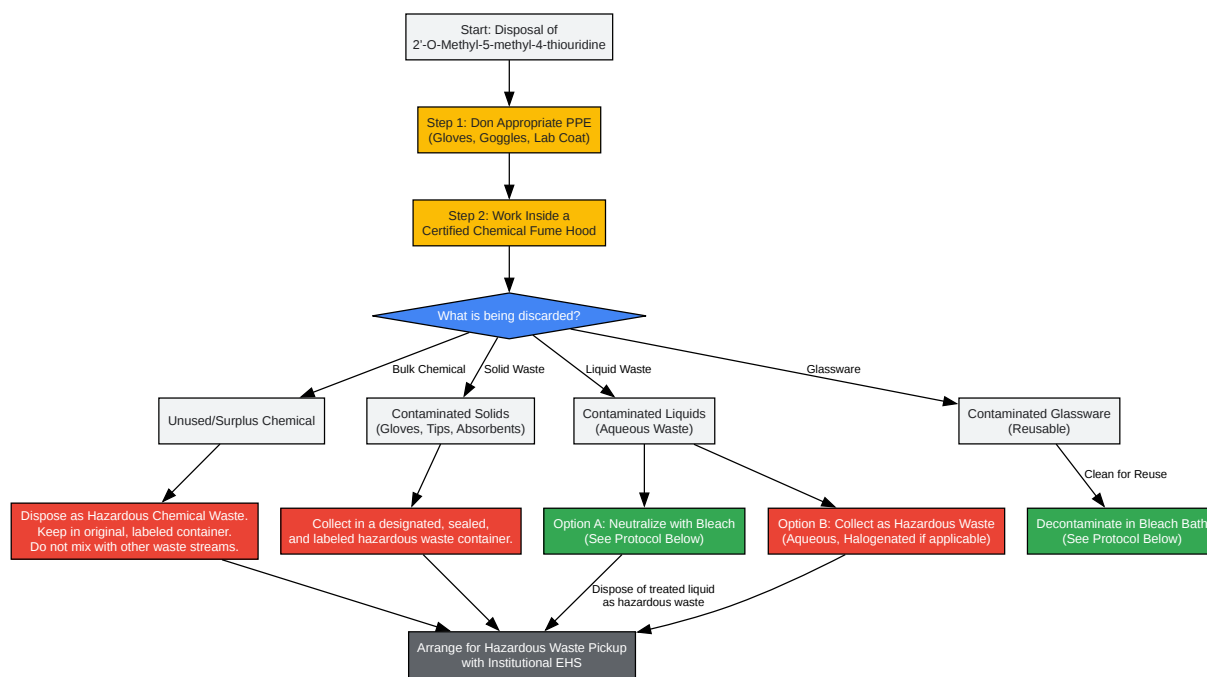 Start: Disposal of
2'-O-Methyl-5-methyl-4-thiouridine
Step 1: Don Appropriate PPE
(Gloves, Goggles, Lab Coat)
Step 2: Work Inside a
Certified Chemical Fume Hood
What is being discarded?
Bulk Chemical
Solid Waste
Liquid Waste
Glassware
Unused/Surplus Chemical
Contaminated Solids
(Gloves, Tips, Absorbents)
Contaminated Liquids
(Aqueous Waste)
Contaminated Glassware
(Reusable)
Clean for Reuse
Dispose as Hazardous Chemical Waste.
Keep in original, labeled container.
Do not mix with other waste streams.
Collect in a designated, sealed,
and labeled hazardous waste container.
Option A: Neutralize with Bleach
(See Protocol Below)
Option B: Collect as Hazardous Waste
(Aqueous, Halogenated if applicable)
Decontaminate in Bleach Bath
(See Protocol Below)
Dispose of treated liquid
as hazardous waste
Arrange for Hazardous Waste Pickup
with Institutional EHS